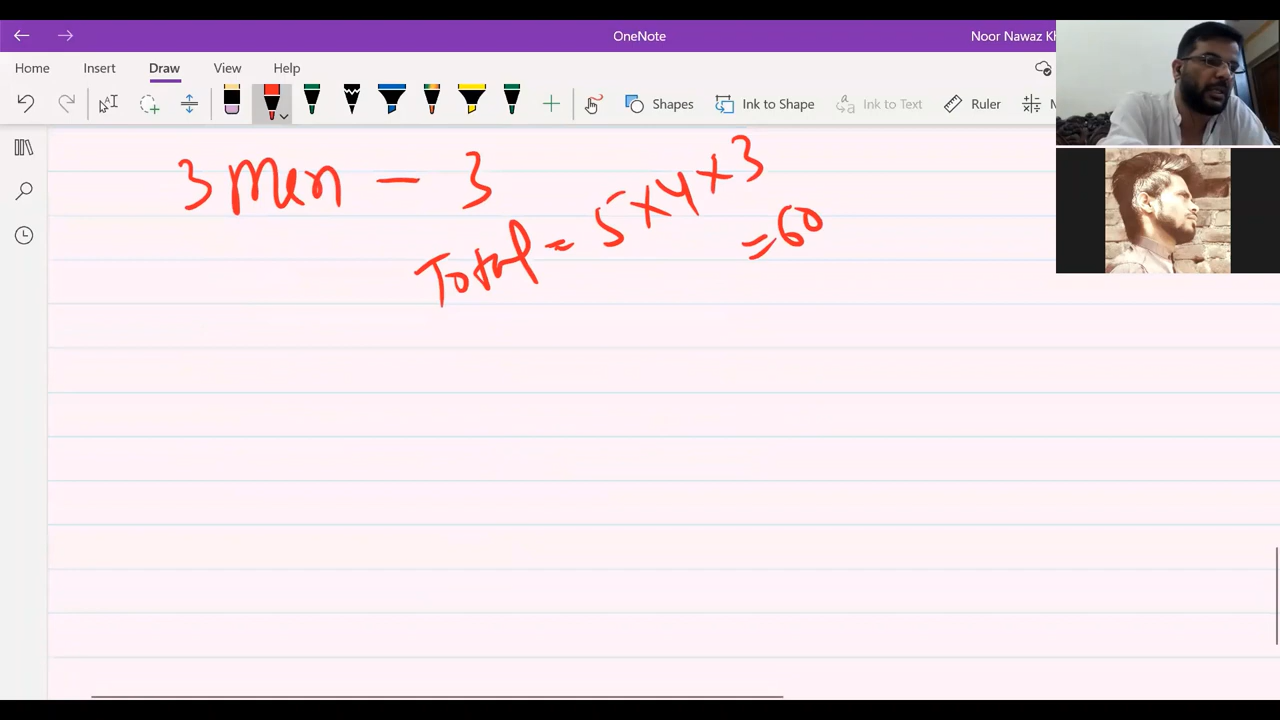 OneNote
Noor Nawaz Kh
Home Insert Draw View Help
Shapes Ink to Shape Ink to Text Ruler M
3 Men - 3
Total = 5 x 4 x 3
= 60